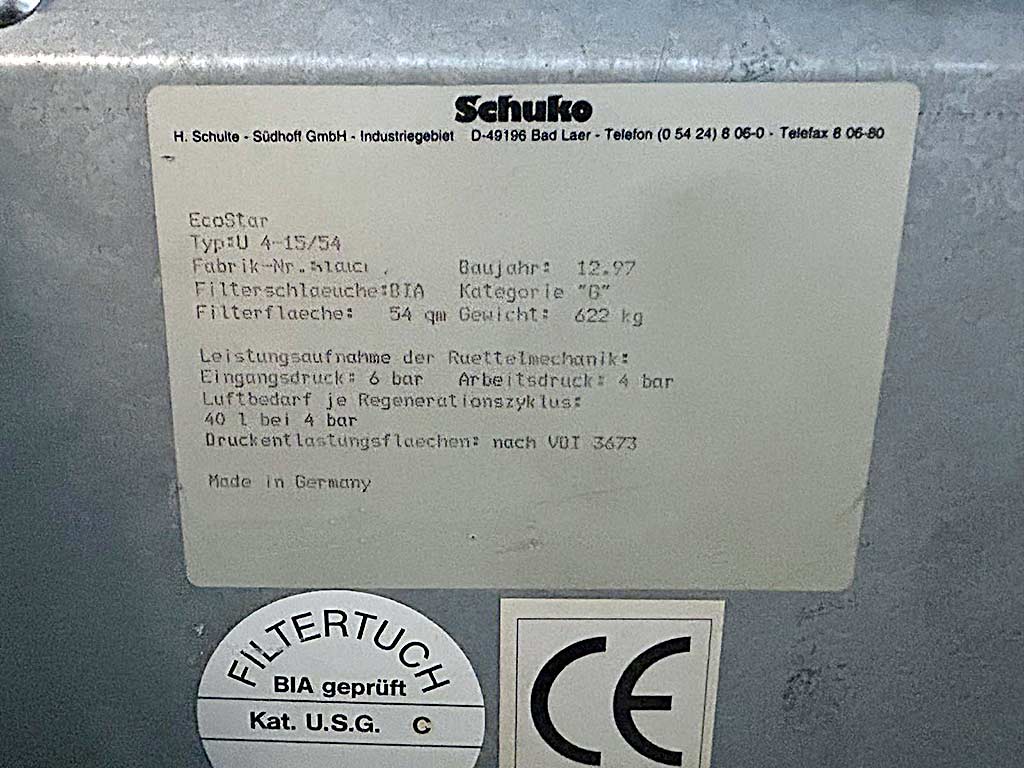 Schuko
H. Schulte - Südhoff GmbH - Industriegebiet D-49196 Bad Laer - Telefon (0 54 24) 8 06-0 - Telefax 8 06-80
EcoStar
Typ:U 4-15/54
Fabrik-Nr. Baujahr: 12.97
Filterschlaeuche:BIA Kategorie "G"
Filterflaeche: 54 qm Gewicht: 622 kg
Leistungsaufnahme der Ruettelmechanik:
Eingangsdruck: 6 bar Arbeitsdruck: 4 bar
Luftbedarf je Regenerationszyklus:
40 l bei 4 bar
Druckentlastungsflaechen: nach VDI 3673
Made in Germany
FILTERTUCH
BIA geprüft
Kat. U.S.G. C
CE